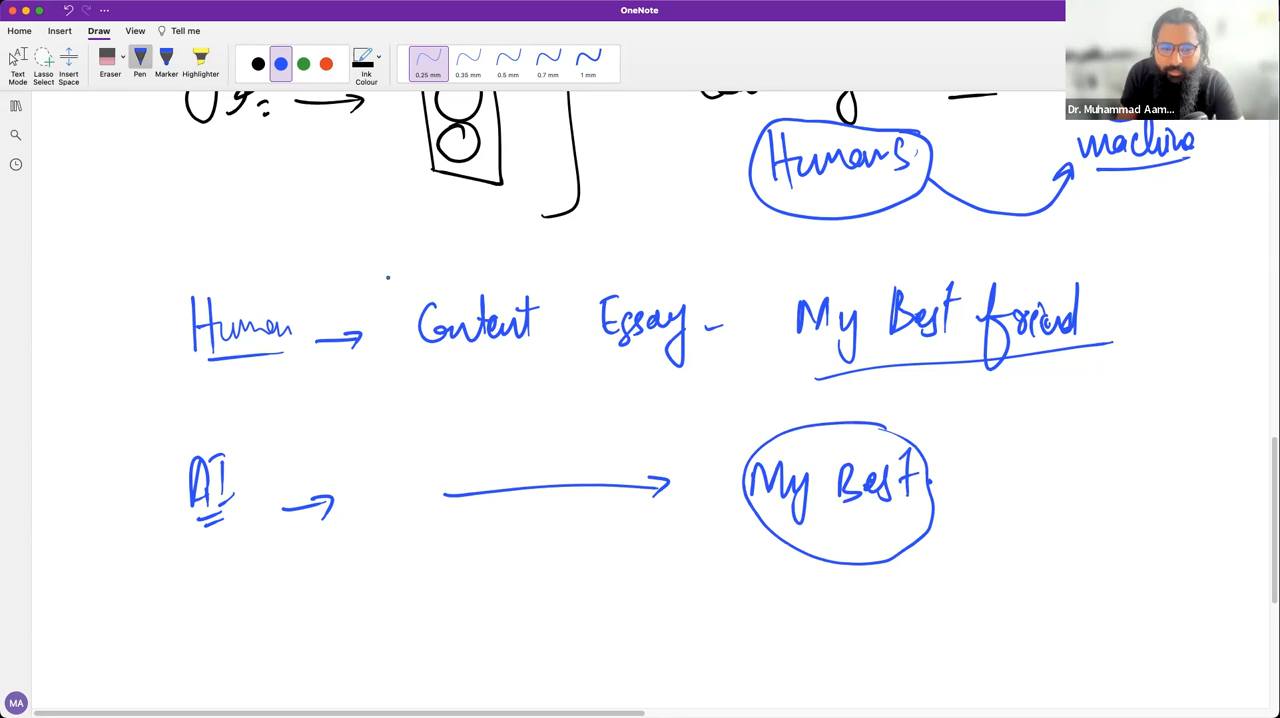 OneNote
Home Insert Draw View Tell me
Text Mode
Lasso Select
Insert Space
Eraser
Pen
Marker
Highlighter
Ink Colour
0.25 mm
0.35 mm
0.5 mm
0.7 mm
1 mm
Dr. Muhammad Aam...
Humans
machine
Human → Content Essay - My Best friend
AI → → My Best
MA